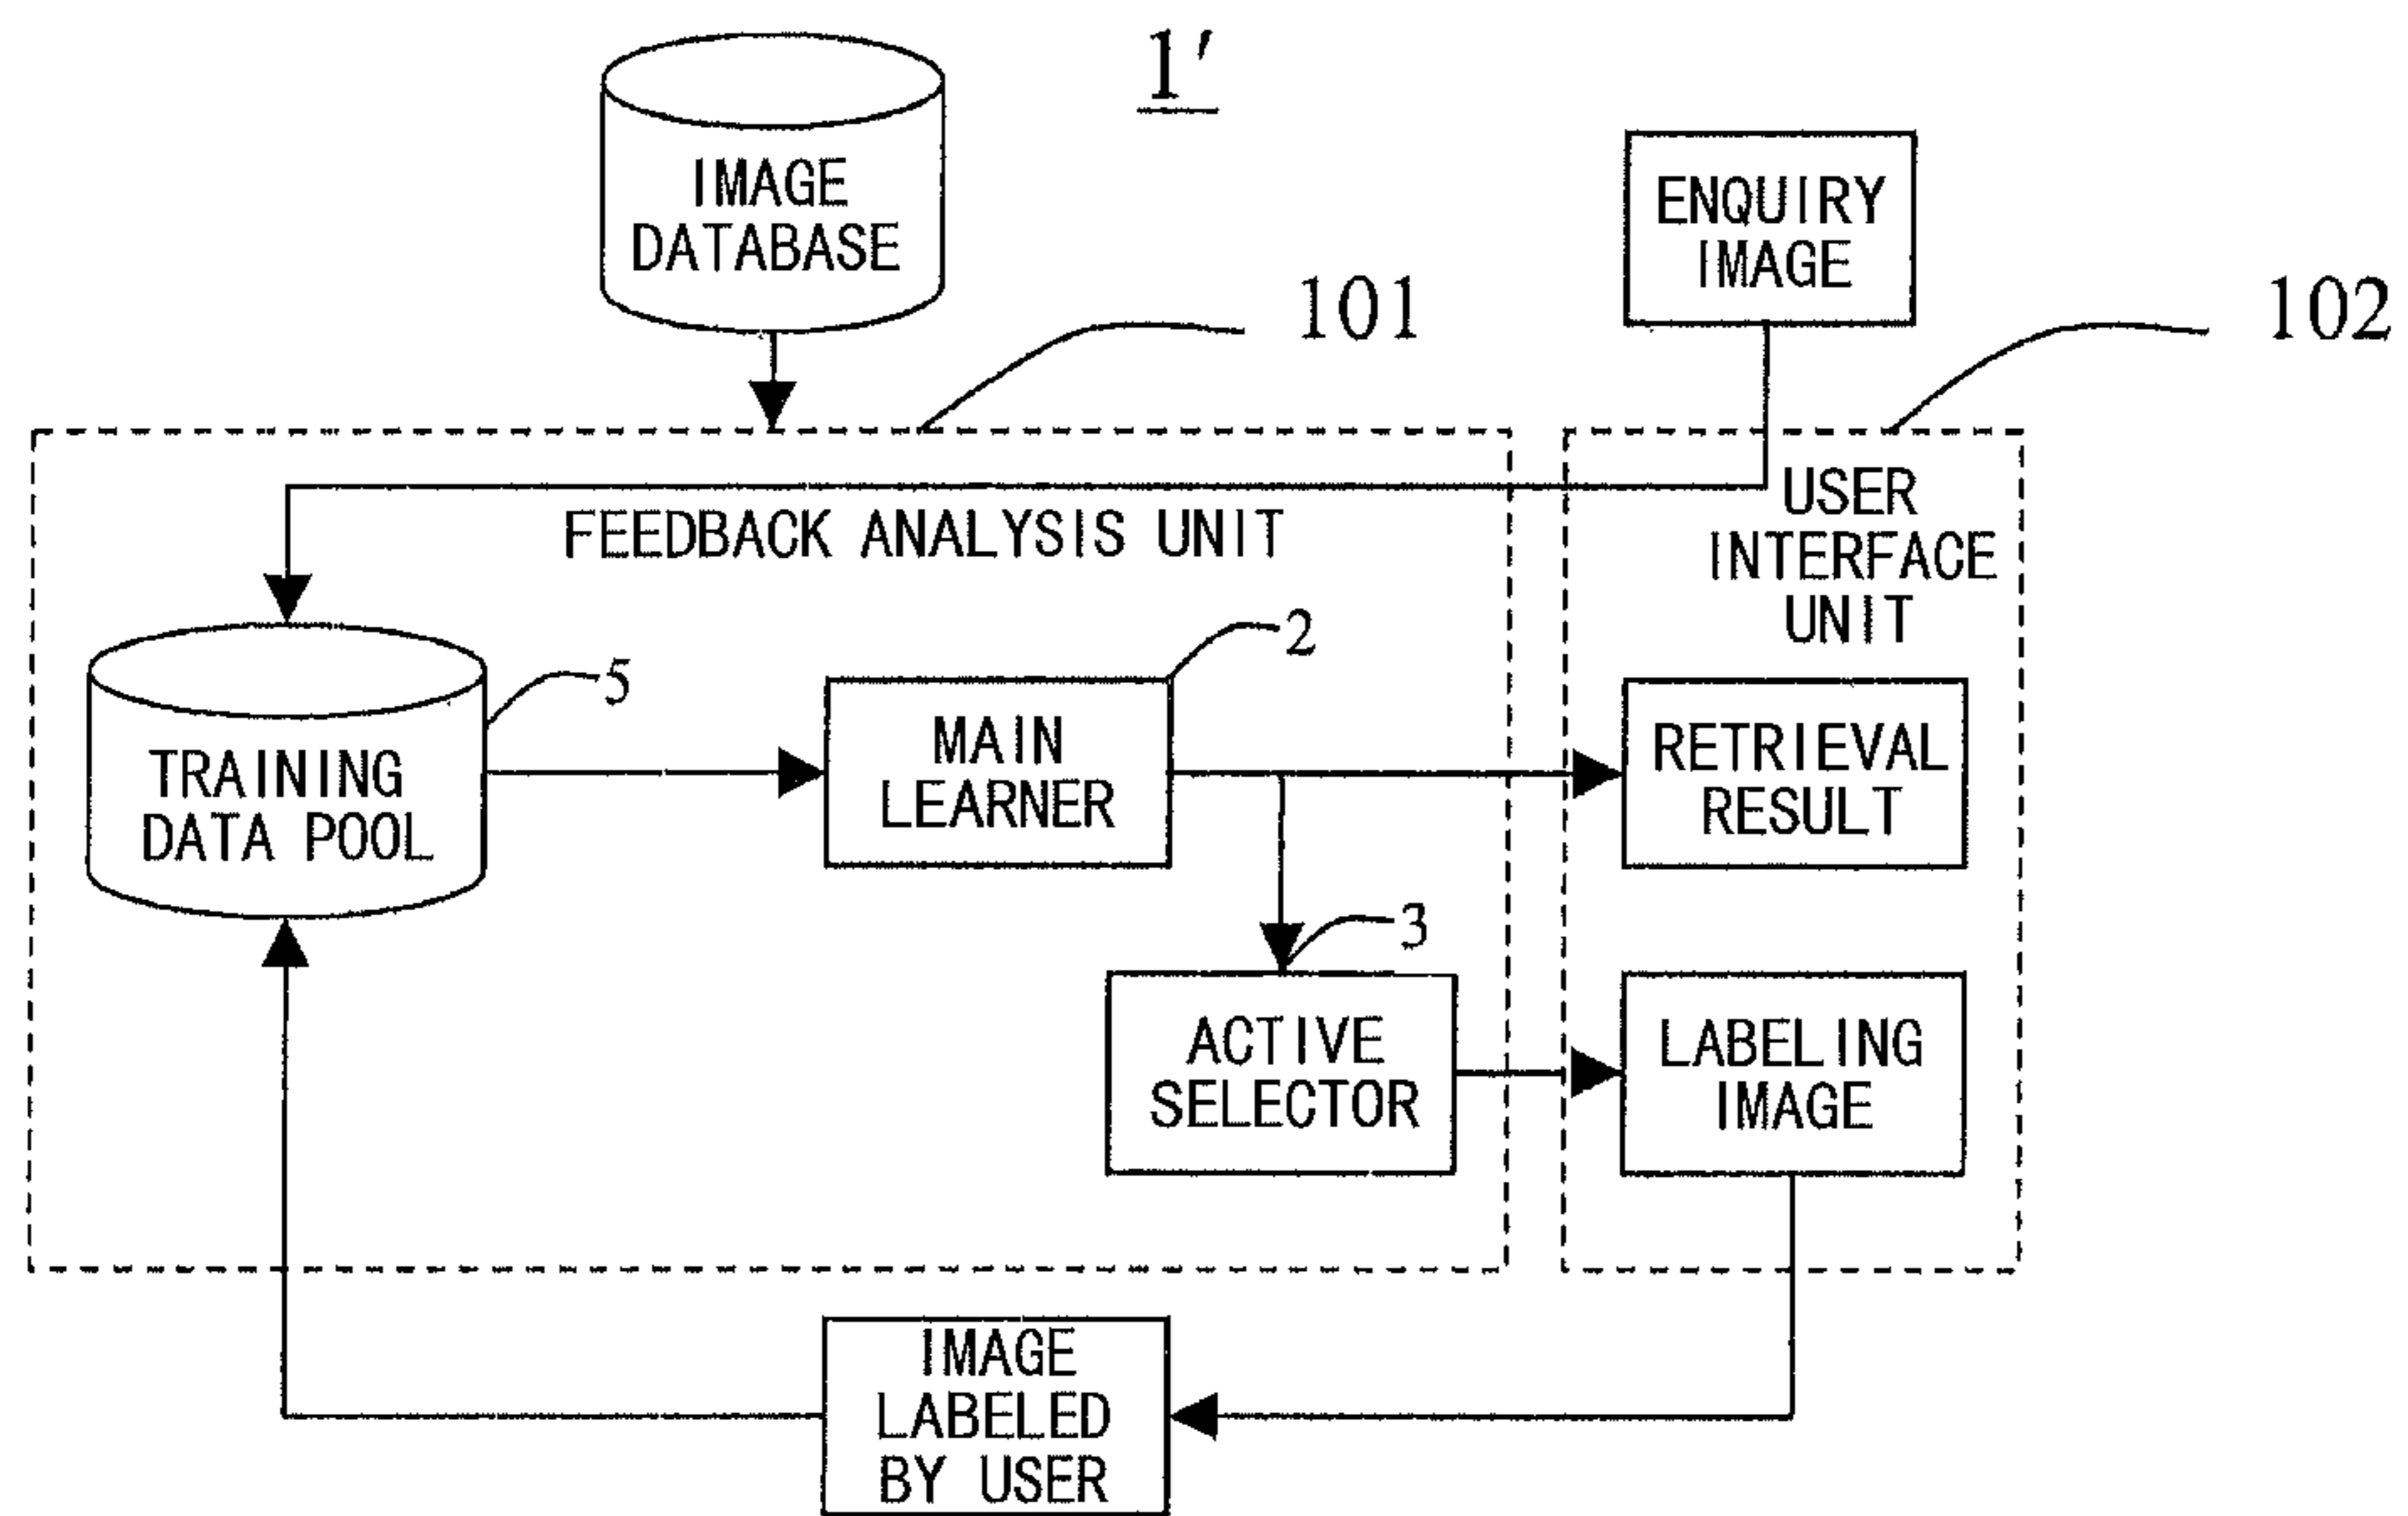 1′
IMAGE
DATABASE
ENQUIRY
IMAGE
101
102
FEEDBACK ANALYSIS UNIT
USER
INTERFACE
UNIT
5
2
TRAINING
DATA POOL
MAIN
LEARNER
RETRIEVAL
RESULT
3
ACTIVE
SELECTOR
LABELING
IMAGE
IMAGE
LABELED
BY USER